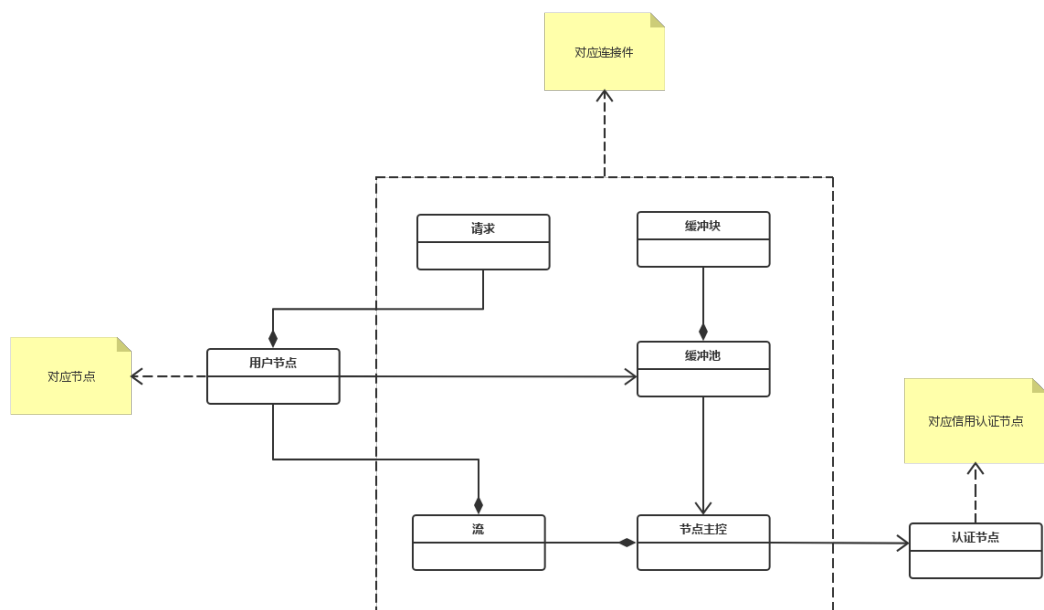 对应连接件
请求
缓冲块
用户节点
缓冲池
对应节点
对应信用认证节点
流
节点主控
认证节点